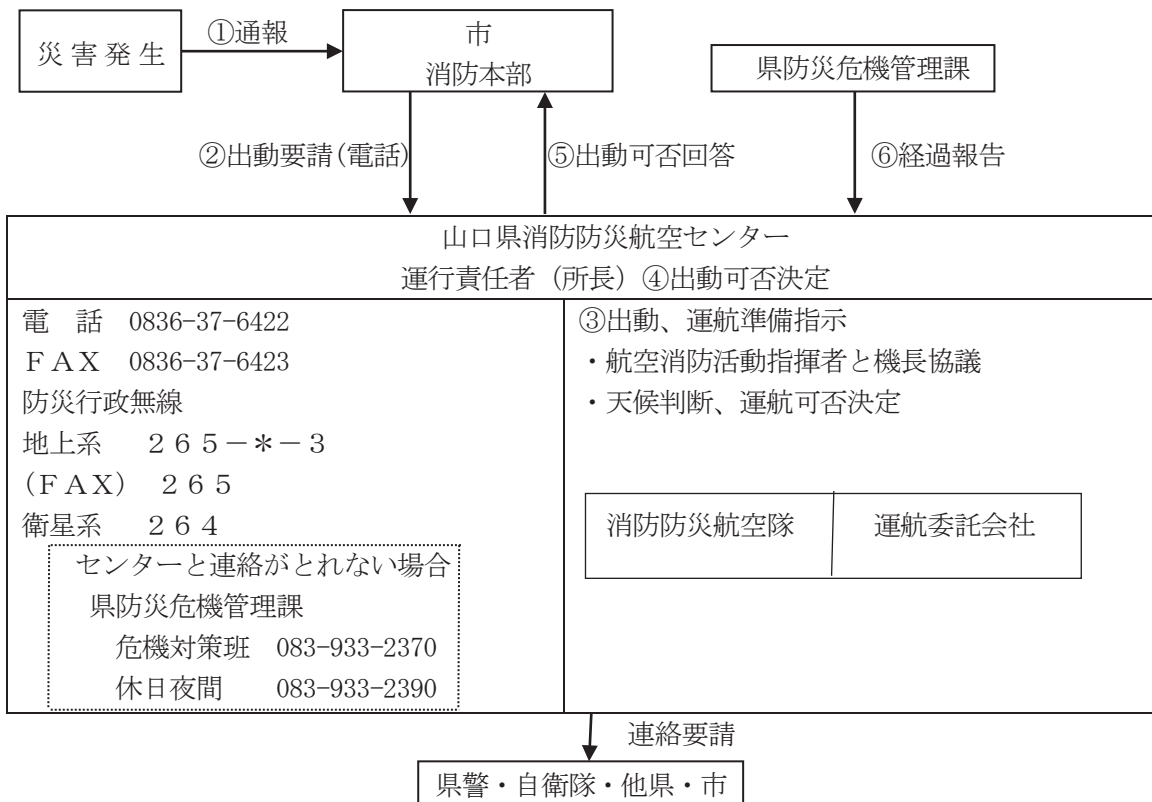 災 害 発 生
①通報
市
消防本部
県防災危機管理課
②出動要請(電話)
⑤出動可否回答
⑥経過報告
山口県消防防災航空センター
運行責任者（所長）④出動可否決定
電　話　0836-37-6422
ＦＡＸ　0836-37-6423
防災行政無線
地上系　２６５－＊－３
(ＦＡＸ)　２６５
衛星系　２６４
センターと連絡がとれない場合
県防災危機管理課
危機対策班　083-933-2370
休日夜間　083-933-2390
③出動、運航準備指示
・航空消防活動指揮者と機長協議
・天候判断、運航可否決定
消防防災航空隊
運航委託会社
連絡要請
県警・自衛隊・他県・市